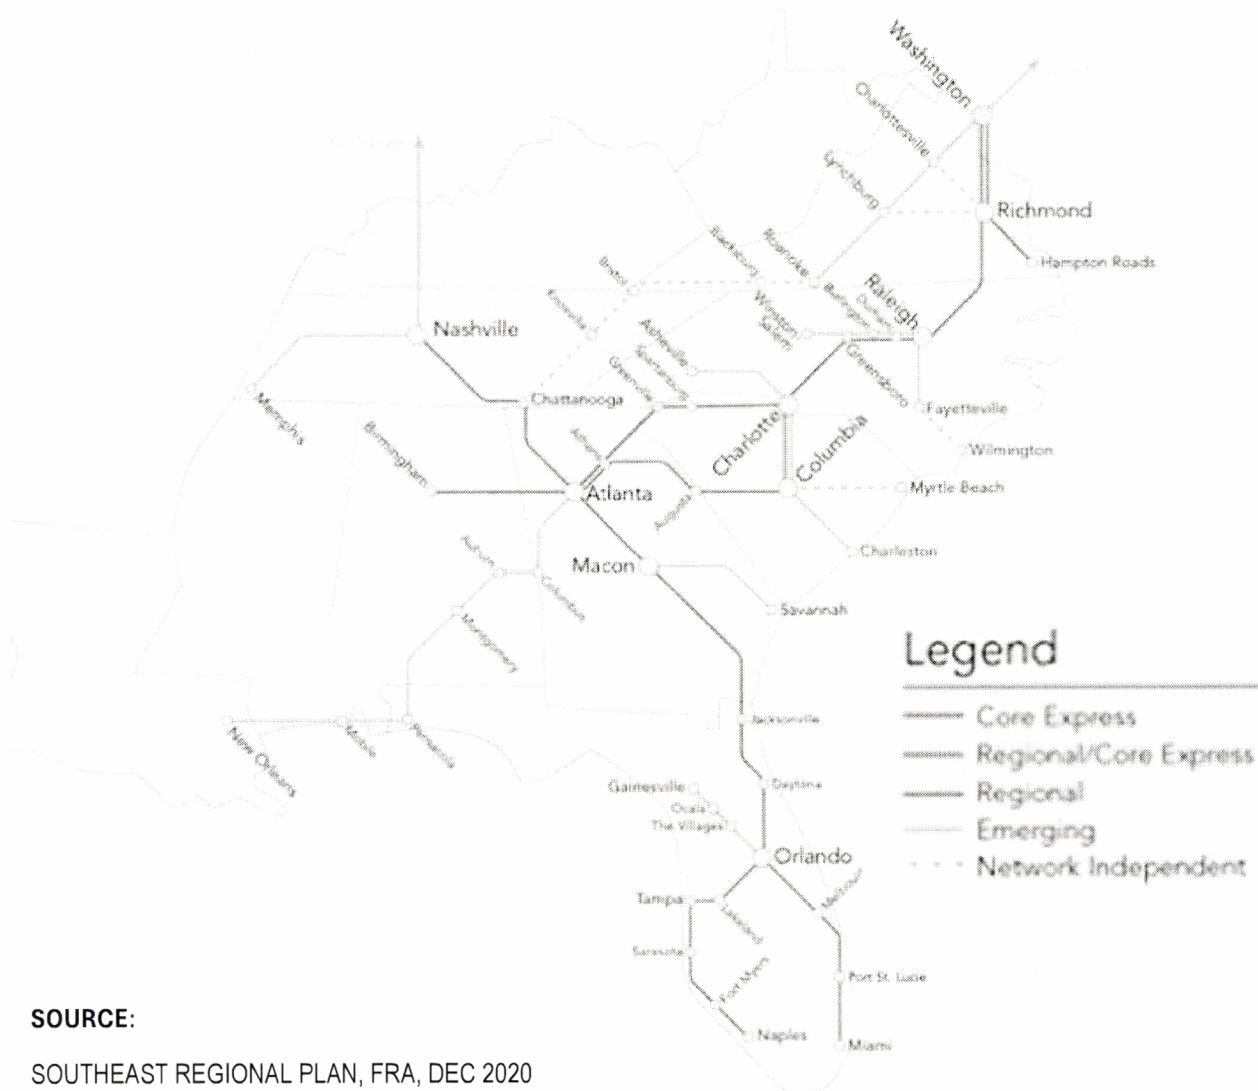 Washington
Charlottesville
Lynchburg
Richmond
Hampton Roads
Blacksburg
Roanoke
Raleigh
Bristol
Burlington
Durham
Knoxville
Winston
Salem
Asheville
Nashville
Spartanburg
Greenville
Greensboro
Chattanooga
Fayetteville
Memphis
Charlotte
Columbia
Birmingham
Athens
Wilmington
Atlanta
Augusta
Myrtle Beach
Auburn
Charleston
Macon
Columbus
Savannah
Montgomery
Legend
Core Express
Regional/Core Express
Regional
Emerging
Network Independent
Jacksonville
New Orleans
Mobile
Pensacola
Gainesville
Daytona
Ocala
The Villages
Orlando
Melbourne
Tampa
Lakeland
Sarasota
Fort Myers
Port St. Lucie
Naples
Miami
SOURCE:
SOUTHEAST REGIONAL PLAN, FRA, DEC 2020